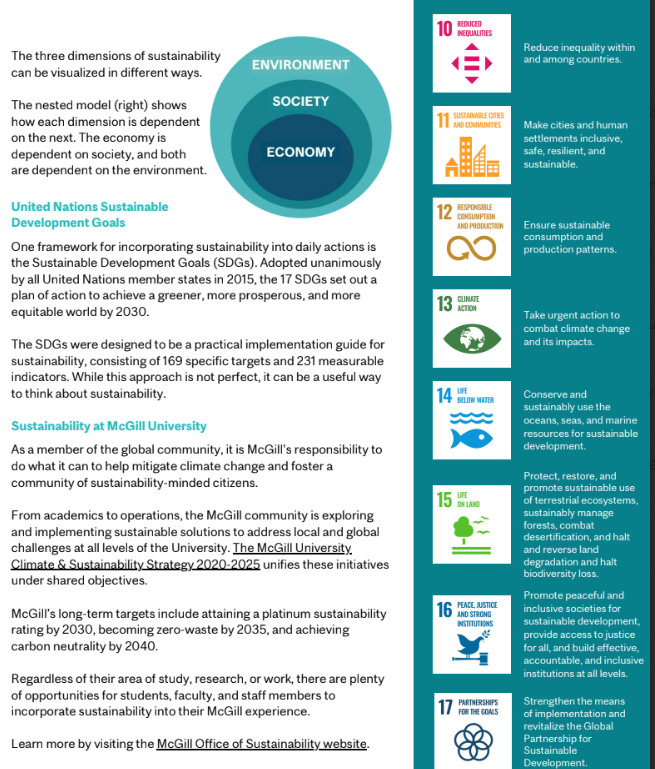 The three dimensions of sustainability
can be visualized in different ways.
The nested model (right) shows
how each dimension is dependent
on the next. The economy is
dependent on society, and both
are dependent on the environment.
ENVIRONMENT
SOCIETY
ECONOMY
United Nations Sustainable
Development Goals
One framework for incorporating sustainability into daily actions is
the Sustainable Development Goals (SDGs). Adopted unanimously
by all United Nations member states in 2015, the 17 SDGs set out a
plan of action to achieve a greener, more prosperous, and more
equitable world by 2030.
The SDGs were designed to be a practical implementation guide for
sustainability, consisting of 169 specific targets and 231 measurable
indicators. While this approach is not perfect, it can be a useful way
to think about sustainability.
Sustainability at McGill University
As a member of the global community, it is McGill's responsibility to
do what it can to help mitigate climate change and foster a
community of sustainability-minded citizens.
From academics to operations, the McGill community is exploring
and implementing sustainable solutions to address local and global
challenges at all levels of the University. The McGill University
Climate & Sustainability Strategy 2020-2025 unifies these initiatives
under shared objectives.
McGill's long-term targets include attaining a platinum sustainability
rating by 2030, becoming zero-waste by 2035, and achieving
carbon neutrality by 2040.
Regardless of their area of study, research, or work, there are plenty
of opportunities for students, faculty, and staff members to
incorporate sustainability into their McGill experience.
Learn more by visiting the McGill Office of Sustainability website.
10 REDUCED
INEQUALITIES
Reduce inequality within
and among countries.
11 SUSTAINABLE CITIES
AND COMMUNITIES
Make cities and human
settlements inclusive,
safe, resilient, and
sustainable.
12 RESPONSIBLE
CONSUMPTION
AND PRODUCTION
Ensure sustainable
consumption and
production patterns.
13 CLIMATE
ACTION
Take urgent action to
combat climate change
and its impacts.
14 LIFE
BELOW WATER
Conserve and
sustainably use the
oceans, seas, and marine
resources for sustainable
development.
15 LIFE
ON LAND
Protect, restore, and
promote sustainable use
of terrestrial ecosystems,
sustainably manage
forests, combat
desertification, and halt
and reverse land
degradation and halt
biodiversity loss.
16 PEACE, JUSTICE
AND STRONG
INSTITUTIONS
Promote peaceful and
inclusive societies for
sustainable development,
provide access to justice
for all, and build effective,
accountable, and inclusive
institutions at all levels.
17 PARTNERSHIPS
FOR THE GOALS
Strengthen the means
of implementation and
revitalize the Global
Partnership for
Sustainable
Development.